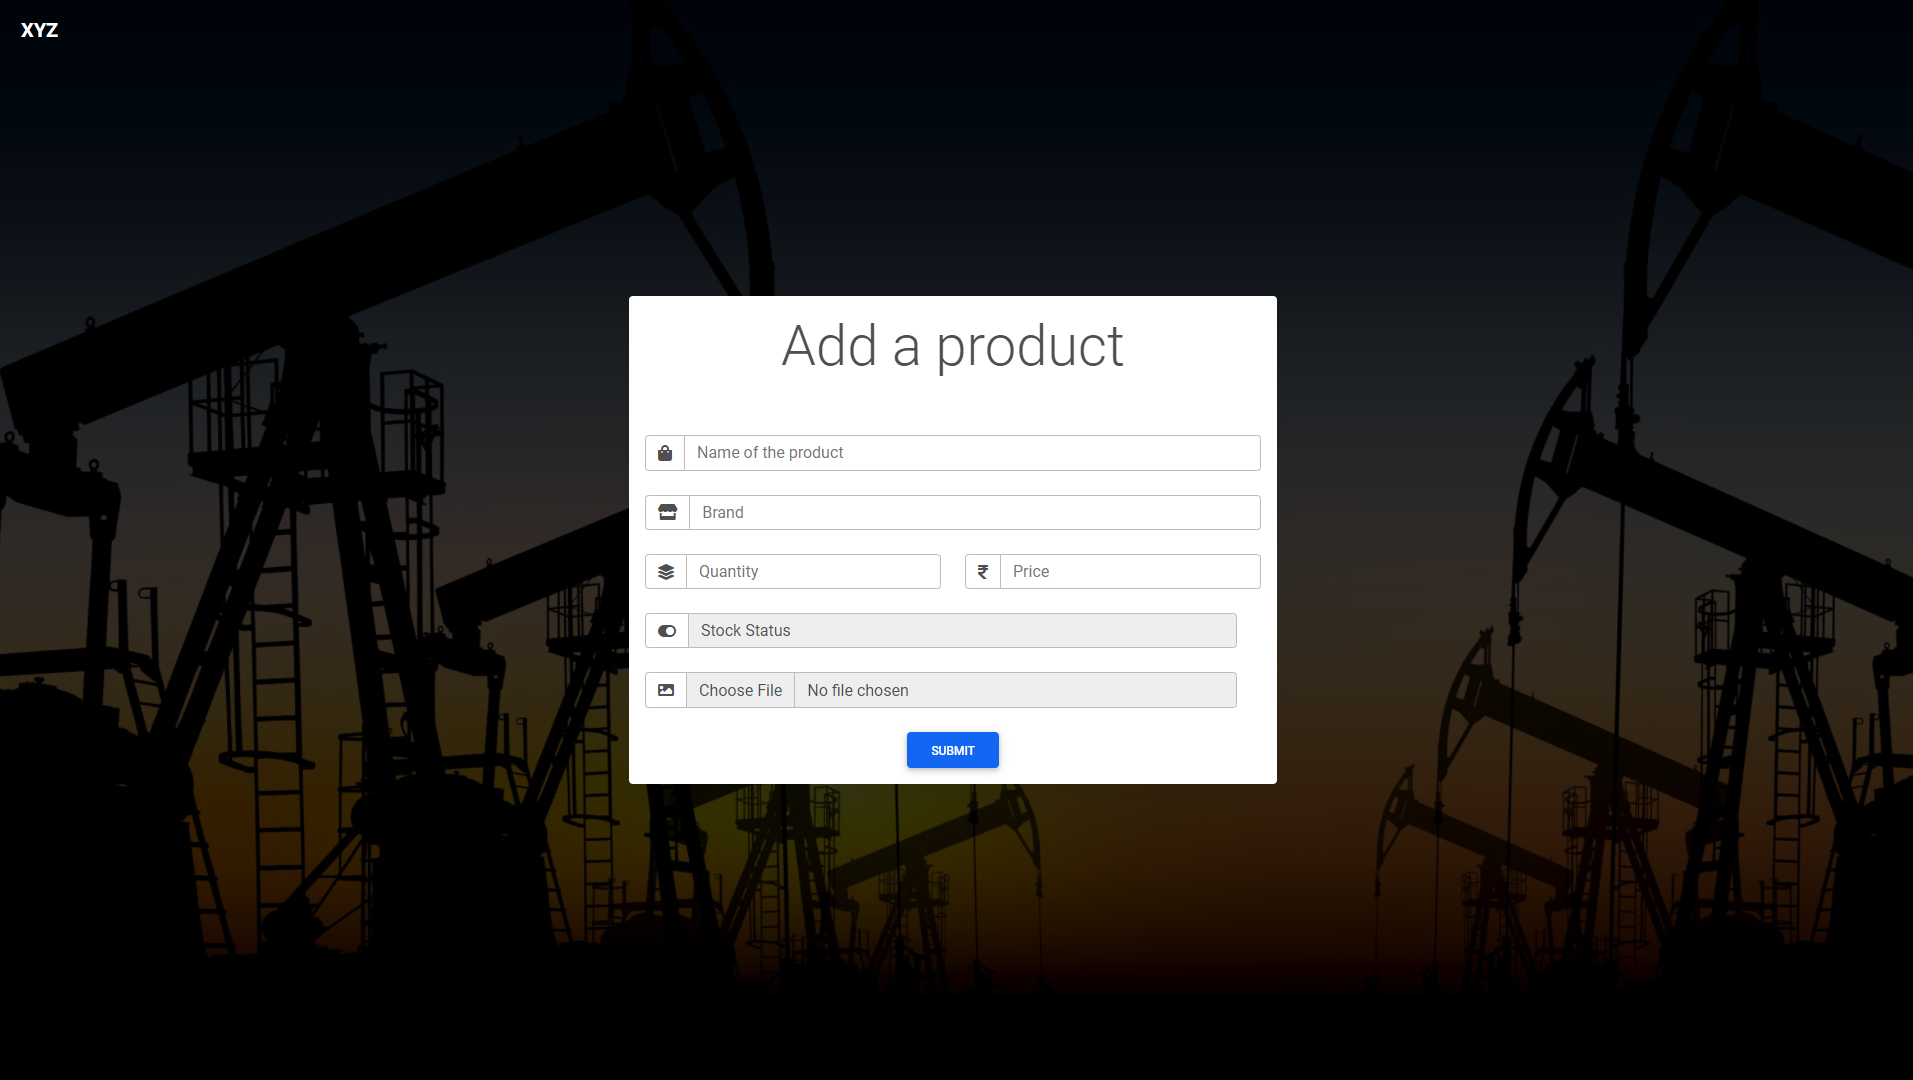 XYZ
Add a product
Name of the product
Brand
Quantity
₹ Price
Stock Status
Choose File No file chosen
SUBMIT